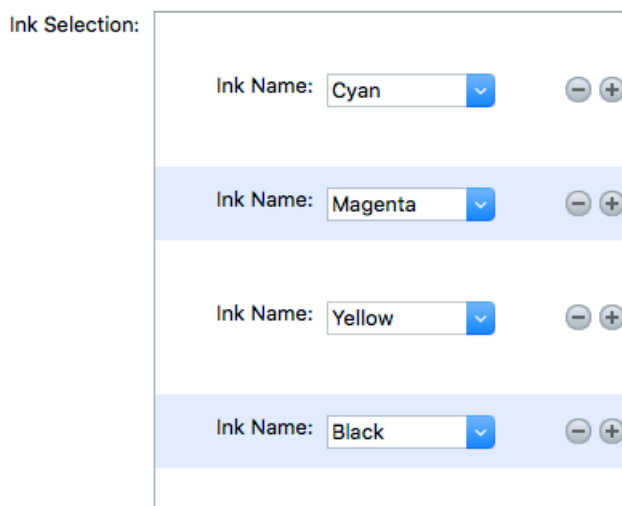 Ink Selection:
Ink Name: Cyan
Ink Name: Magenta
Ink Name: Yellow
Ink Name: Black